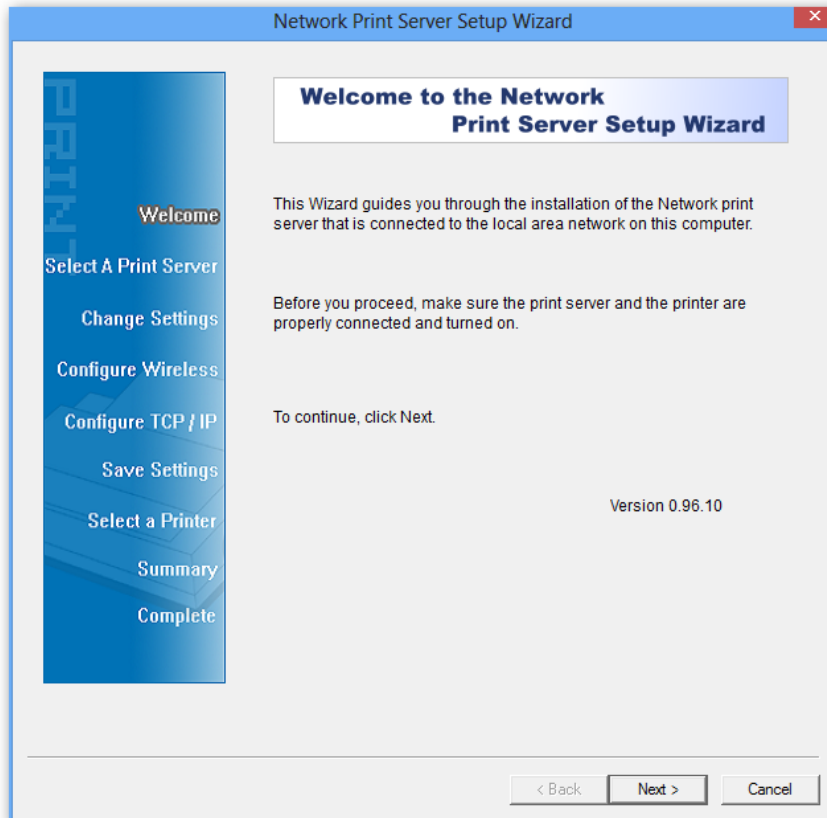 Network Print Server Setup Wizard
PRINT
Welcome
Select A Print Server
Change Settings
Configure Wireless
Configure TCP / IP
Save Settings
Select a Printer
Summary
Complete
Welcome to the Network
Print Server Setup Wizard
This Wizard guides you through the installation of the Network print
server that is connected to the local area network on this computer.
Before you proceed, make sure the print server and the printer are
properly connected and turned on.
To continue, click Next.
Version 0.96.10
< Back
Next >
Cancel